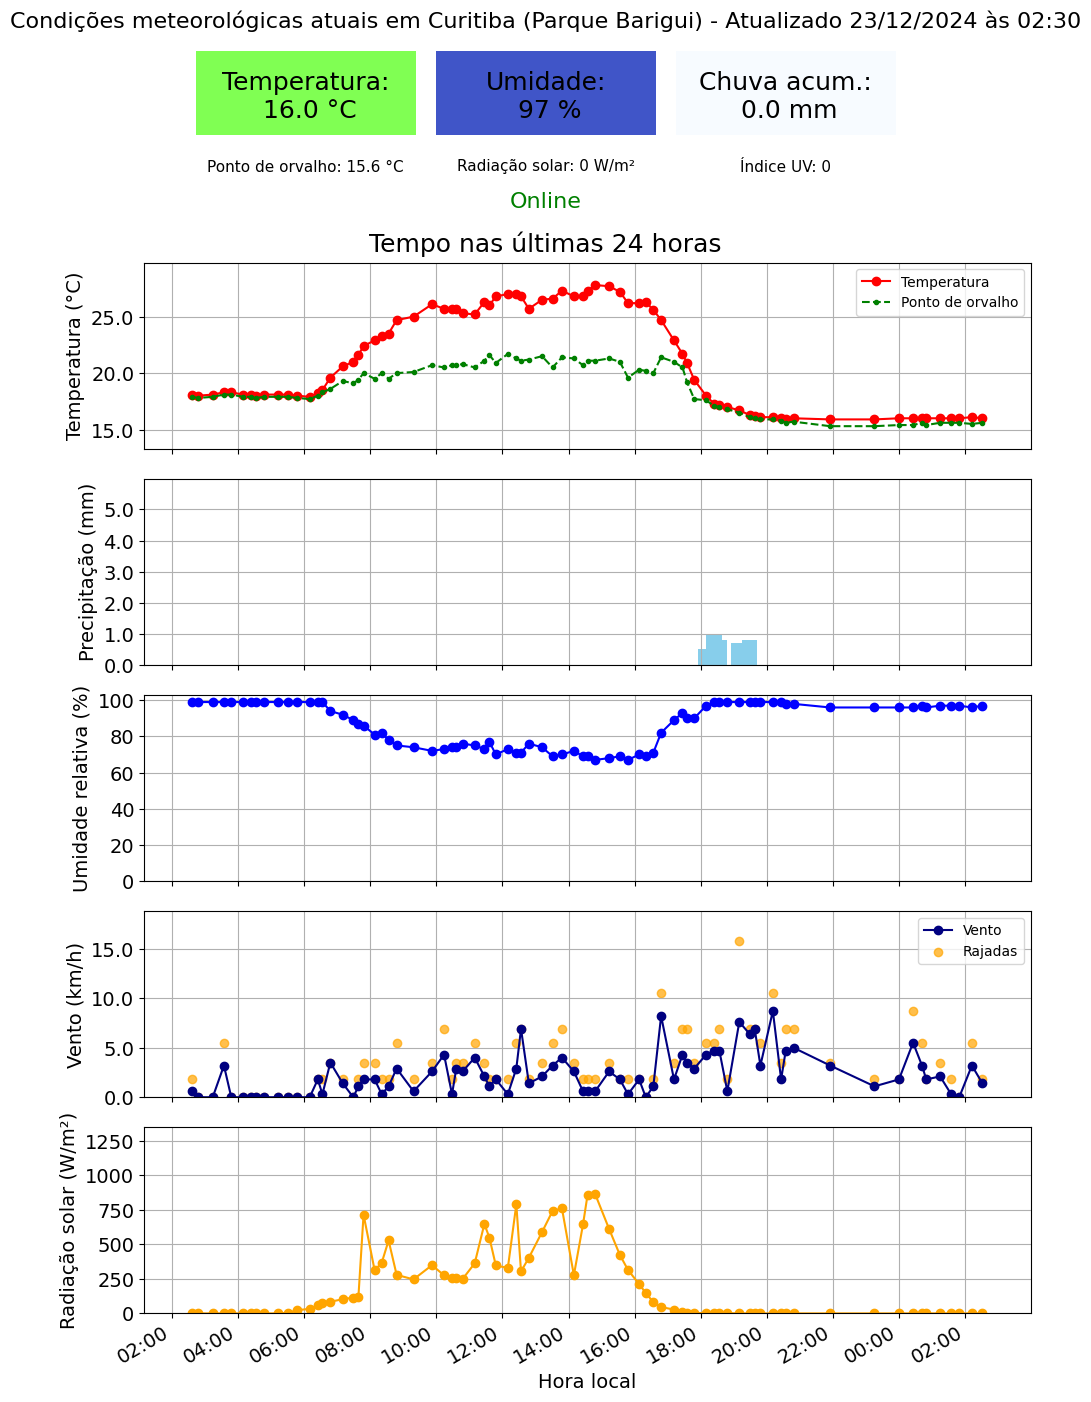 Condições meteorológicas atuais em Curitiba (Parque Barigui) - Atualizado 23/12/2024 às 02:30
Temperatura:
16.0 °C
Umidade:
97 %
Chuva acum.:
0.0 mm
Ponto de orvalho: 15.6 °C
Radiação solar: 0 W/m²
Índice UV: 0
Online
Tempo nas últimas 24 horas
Temperatura (°C)
25.0
20.0
15.0
Temperatura
Ponto de orvalho
Precipitação (mm)
5.0
4.0
3.0
2.0
1.0
0.0
Umidade relativa (%)
100
80
60
40
20
0
Vento (km/h)
15.0
10.0
5.0
0.0
Vento
Rajadas
Radiação solar (W/m²)
1250
1000
750
500
250
0
02:00
04:00
06:00
08:00
10:00
12:00
14:00
16:00
18:00
20:00
22:00
00:00
02:00
Hora local